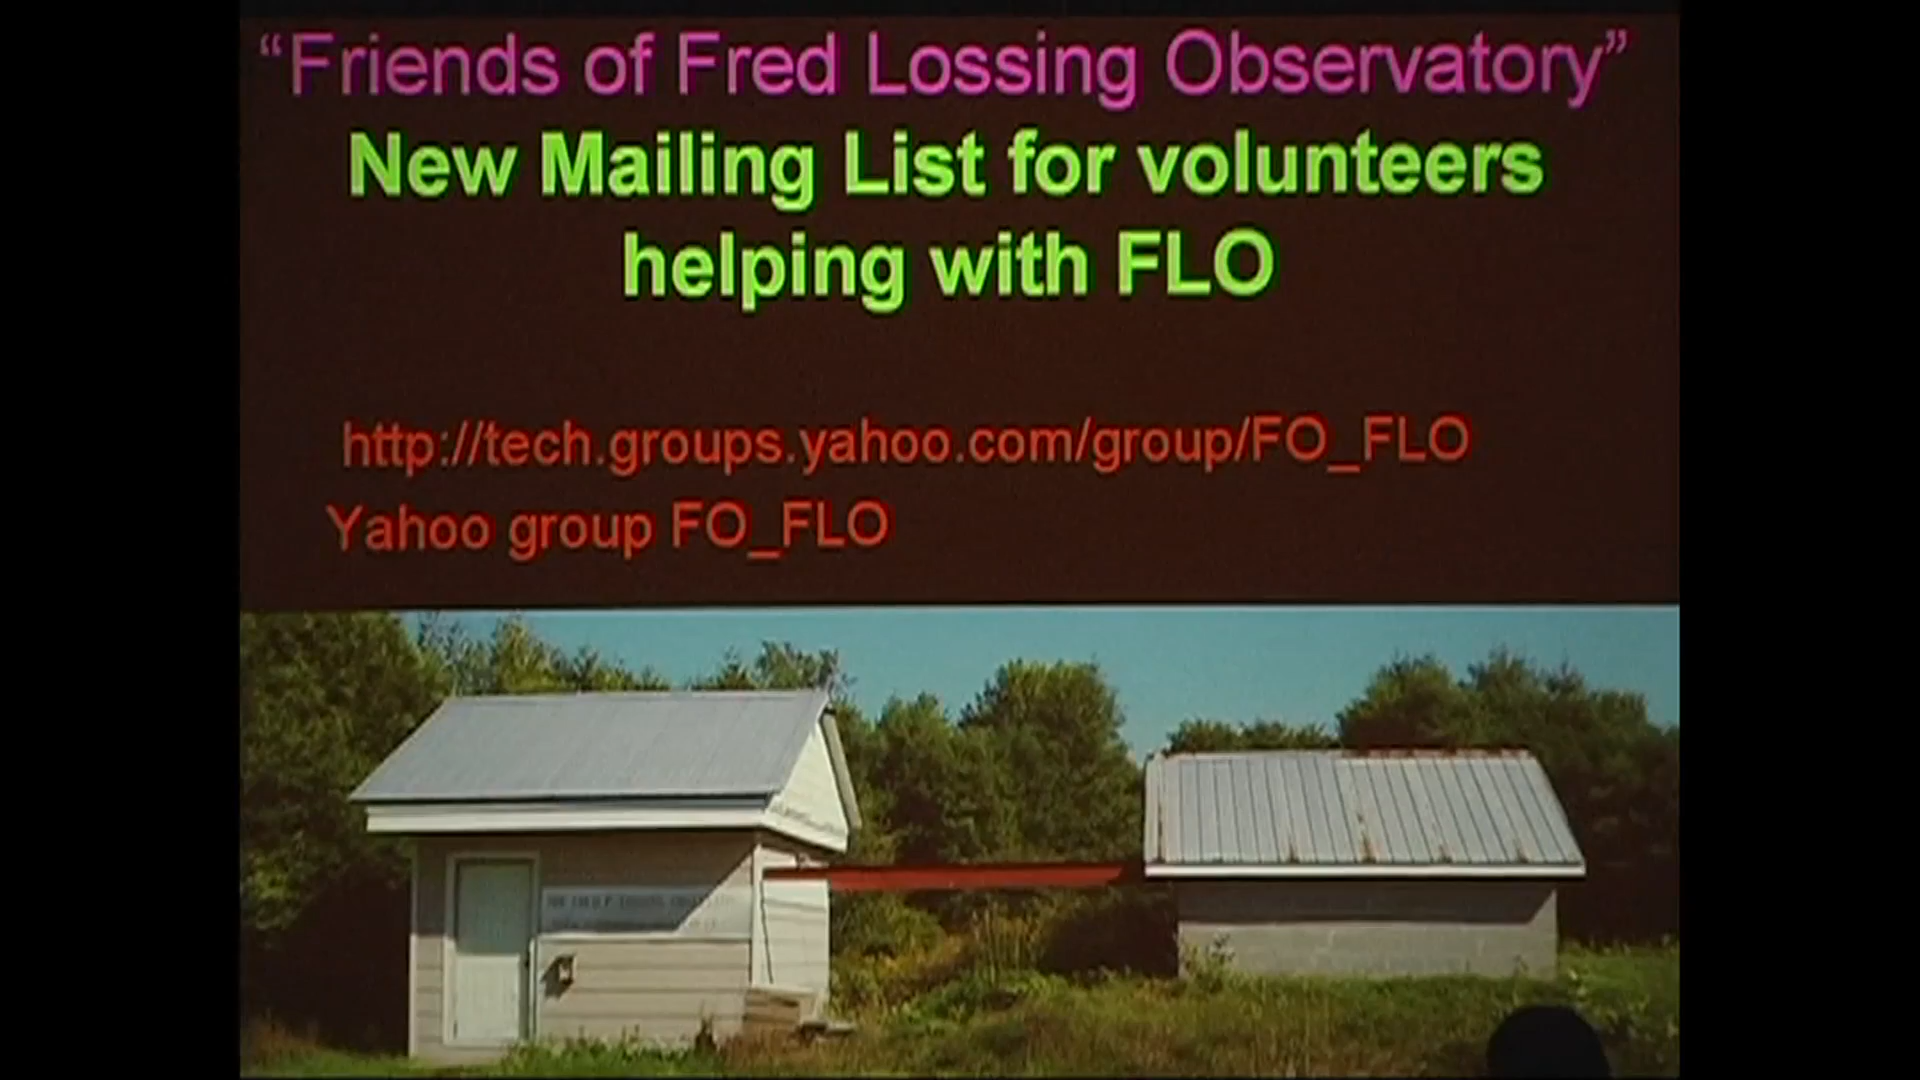 “Friends of Fred Lossing Observatory”
New Mailing List for volunteers
helping with FLO
http://tech.groups.yahoo.com/group/FO_FLO
Yahoo group FO_FLO